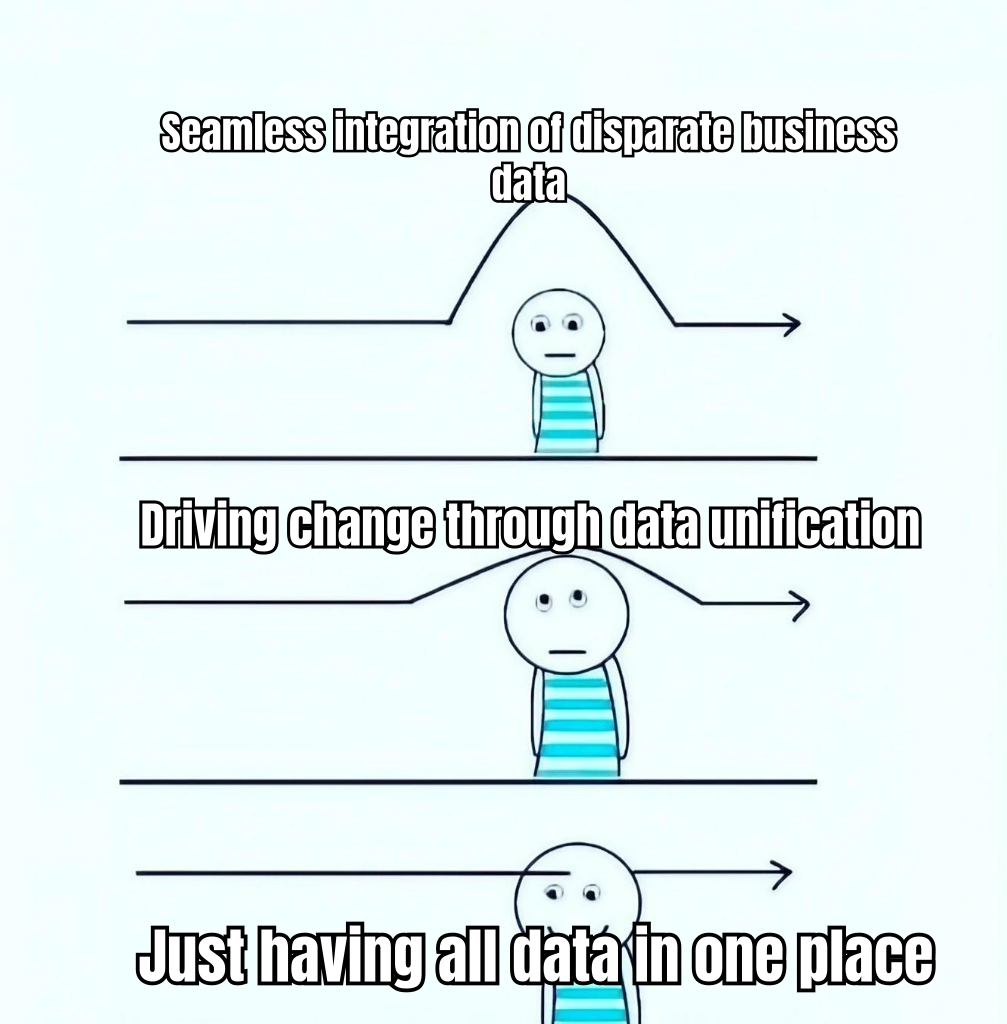 Seamless integration of disparate business
data
Driving change through data unification
Just having all data in one place